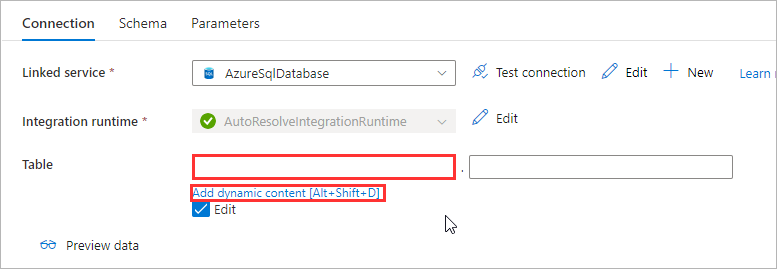 Connection Schema Parameters
Linked service * SQL AzureSqlDatabase Test connection Edit New Learn
Integration runtime * AutoResolveIntegrationRuntime Edit
Table .
Add dynamic content [Alt+Shift+D]
Edit
Preview data